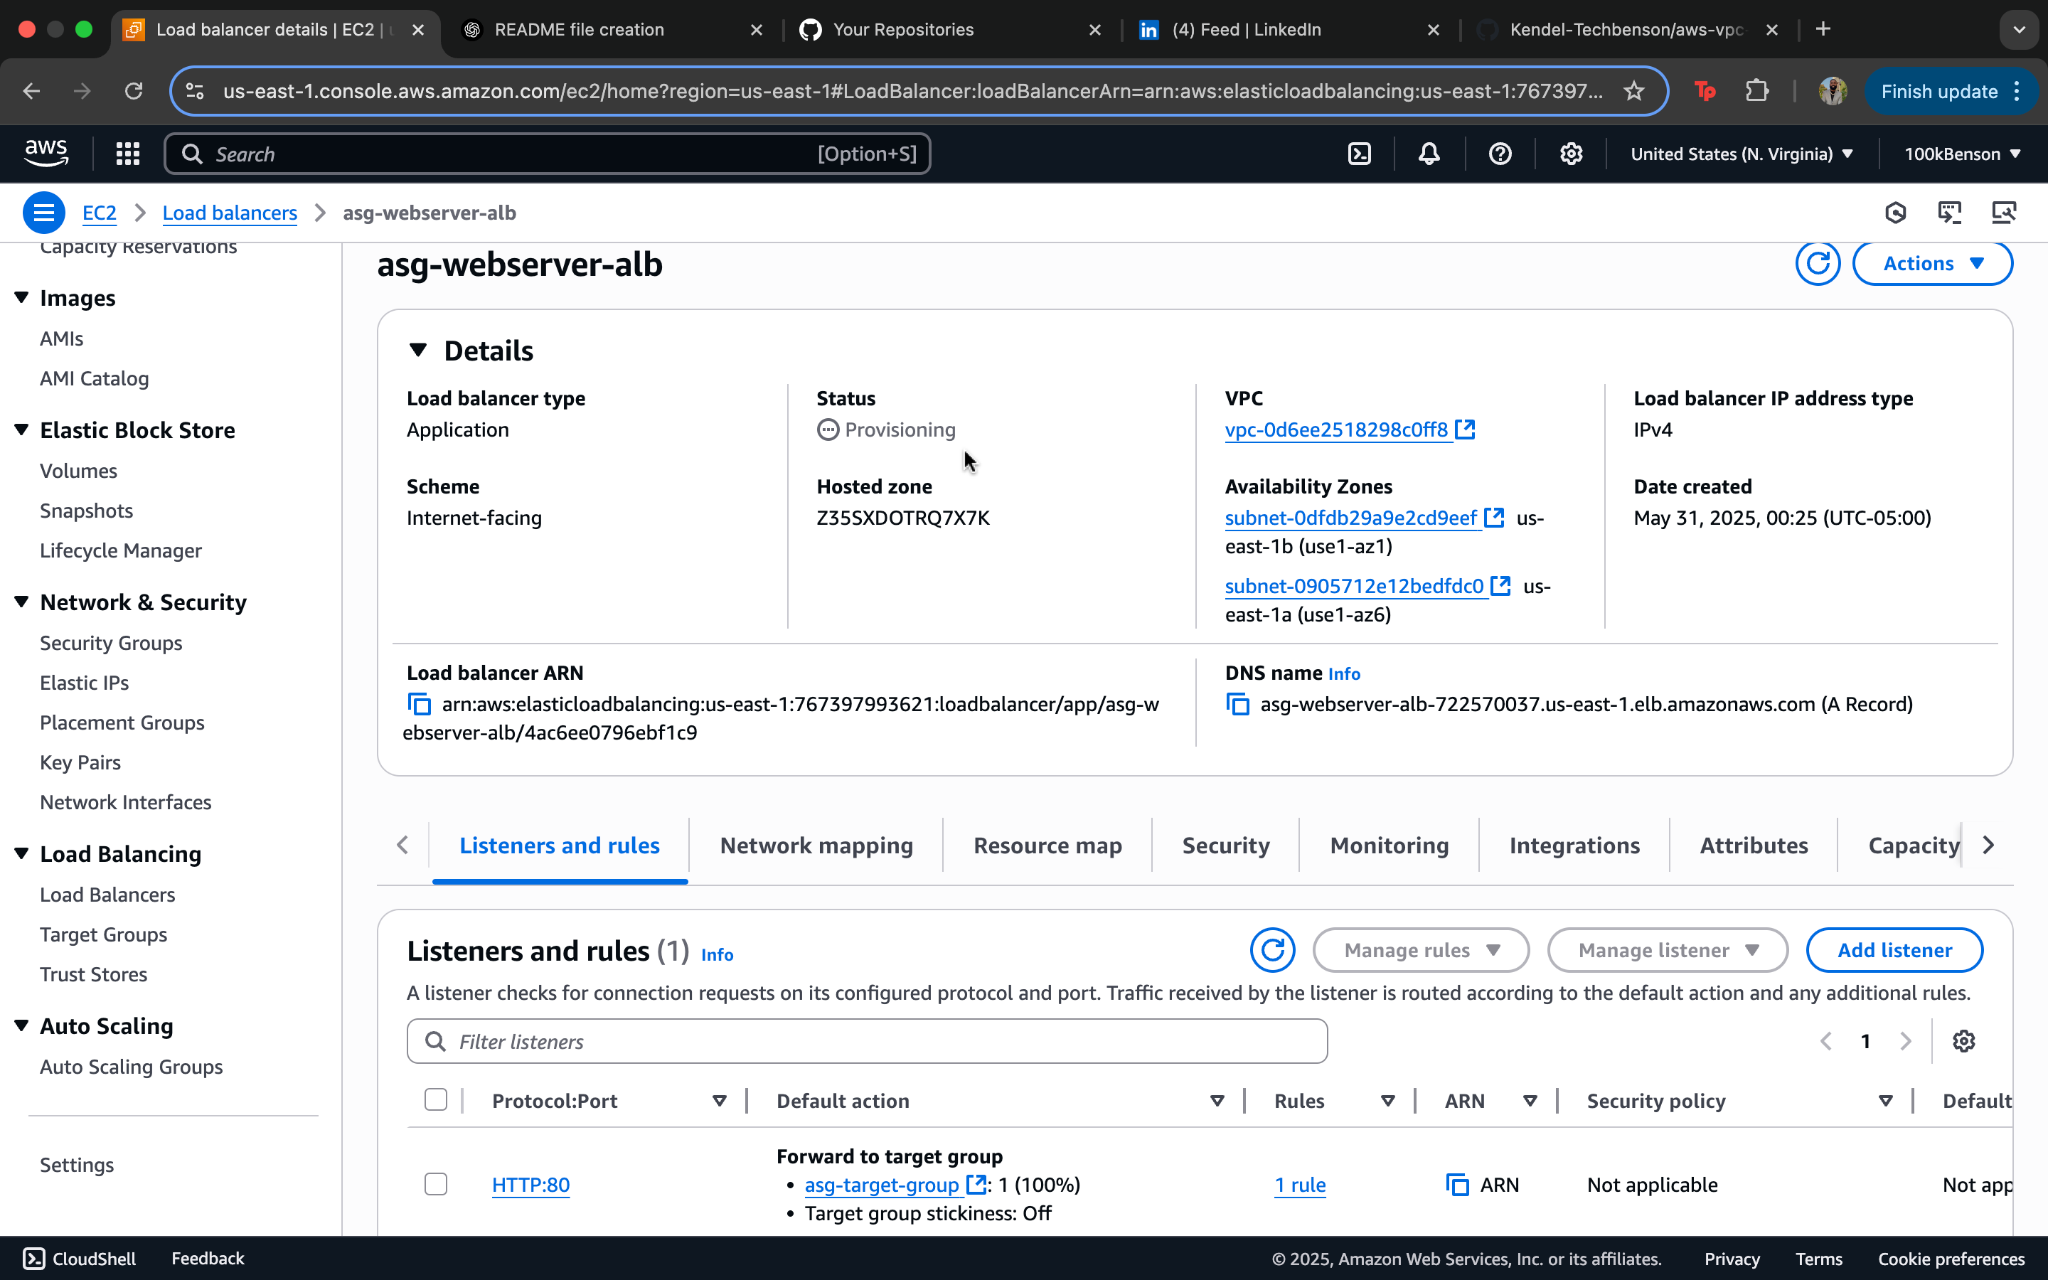 Load balancer details | EC2 |
README file creation
Your Repositories
(4) Feed | LinkedIn
Kendel-Techbenson/aws-vpc-
us-east-1.console.aws.amazon.com/ec2/home?region=us-east-1#LoadBalancer:loadBalancerArn=arn:aws:elasticloadbalancing:us-east-1:767397...
Tp
Finish update
aws
Search
[Option+S]
United States (N. Virginia)
100kBenson
EC2
Load balancers
asg-webserver-alb
Capacity Reservations
Images
AMIs
AMI Catalog
Elastic Block Store
Volumes
Snapshots
Lifecycle Manager
Network & Security
Security Groups
Elastic IPs
Placement Groups
Key Pairs
Network Interfaces
Load Balancing
Load Balancers
Target Groups
Trust Stores
Auto Scaling
Auto Scaling Groups
Settings
asg-webserver-alb
Actions
Details
Load balancer type
Application
Status
Provisioning
VPC
vpc-0d6ee2518298c0ff8
Load balancer IP address type
IPv4
Scheme
Internet-facing
Hosted zone
Z35SXDOTRQ7X7K
Availability Zones
subnet-0dfdb29a9e2cd9eef us-
east-1b (use1-az1)
subnet-0905712e12bedfdc0 us-
east-1a (use1-az6)
Date created
May 31, 2025, 00:25 (UTC-05:00)
Load balancer ARN
arn:aws:elasticloadbalancing:us-east-1:767397993621:loadbalancer/app/asg-w
ebserver-alb/4ac6ee0796ebf1c9
DNS name Info
asg-webserver-alb-722570037.us-east-1.elb.amazonaws.com (A Record)
Listeners and rules
Network mapping
Resource map
Security
Monitoring
Integrations
Attributes
Capacity
Listeners and rules (1) Info
Manage rules
Manage listener
Add listener
A listener checks for connection requests on its configured protocol and port. Traffic received by the listener is routed according to the default action and any additional rules.
Filter listeners
1
Protocol:Port
Default action
Rules
ARN
Security policy
Default
HTTP:80
Forward to target group
• asg-target-group : 1 (100%)
• Target group stickiness: Off
1 rule
ARN
Not applicable
Not app
CloudShell
Feedback
© 2025, Amazon Web Services, Inc. or its affiliates.
Privacy
Terms
Cookie preferences